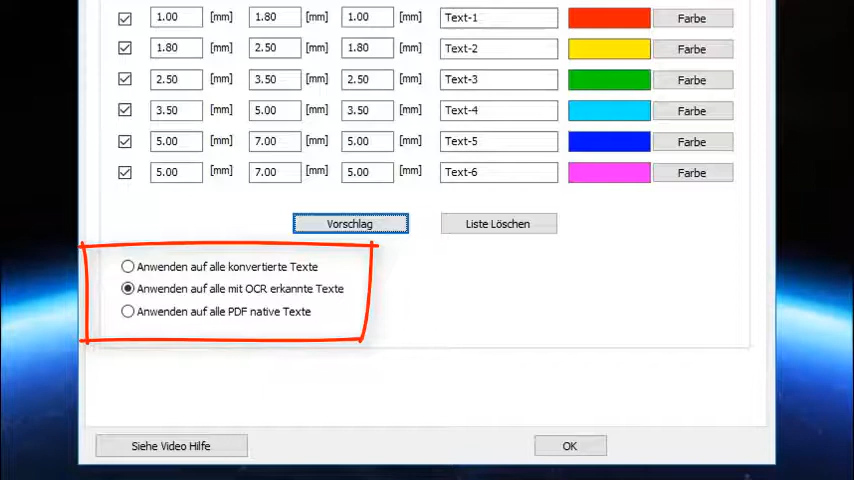 1.00 [mm] 1.80 [mm] 1.00 [mm] Text-1 Farbe
1.80 [mm] 2.50 [mm] 1.80 [mm] Text-2 Farbe
2.50 [mm] 3.50 [mm] 2.50 [mm] Text-3 Farbe
3.50 [mm] 5.00 [mm] 3.50 [mm] Text-4 Farbe
5.00 [mm] 7.00 [mm] 5.00 [mm] Text-5 Farbe
5.00 [mm] 7.00 [mm] 5.00 [mm] Text-6 Farbe
Vorschlag Liste Löschen
Anwenden auf alle konvertierte Texte
Anwenden auf alle mit OCR erkannte Texte
Anwenden auf alle PDF native Texte
Siehe Video Hilfe OK